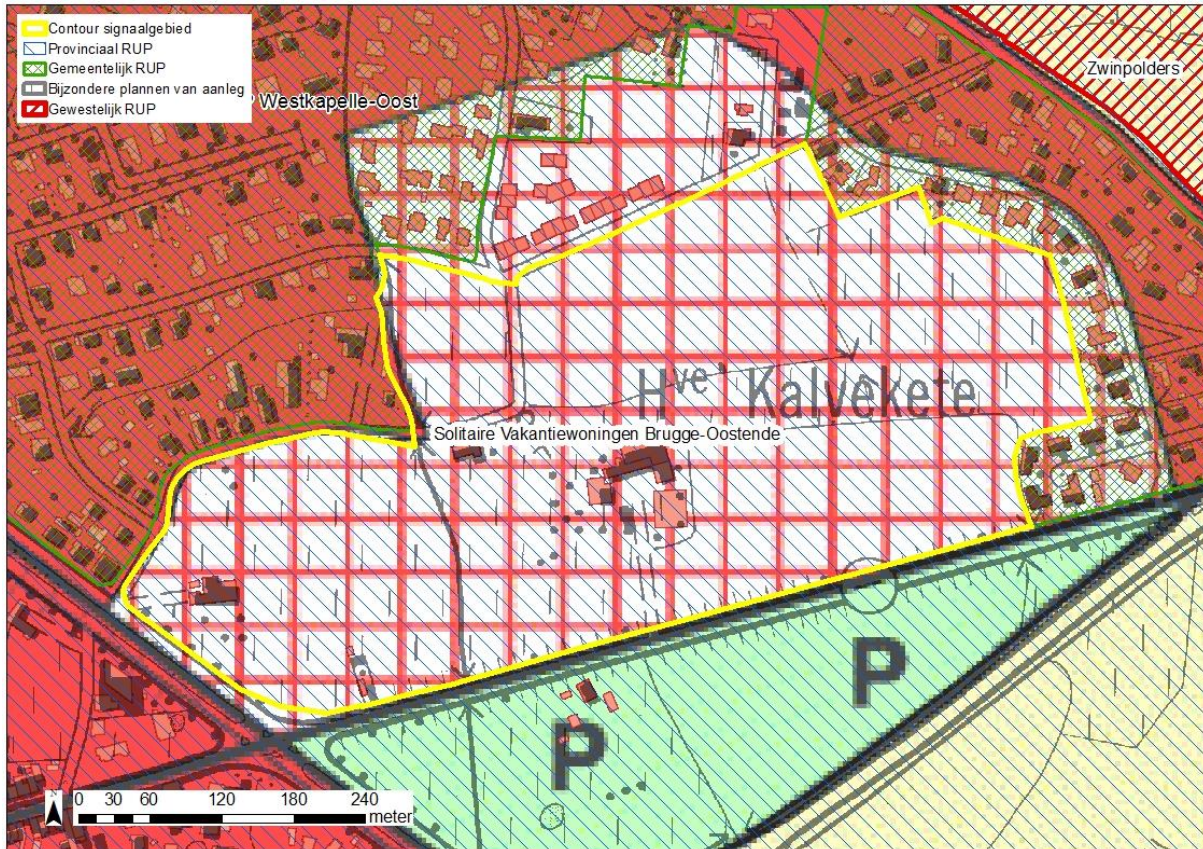 Contour signaalgebied
Provinciaal RUP
Gemeentelijk RUP
Bijzondere plannen van aanleg
Gewestelijk RUP
Westkapelle-Oost
Zwinpolders
Hve Kalvekete
Solitaire Vakantiewoningen Brugge-Oostende
P
P
N
0 30 60 120 180 240
meter